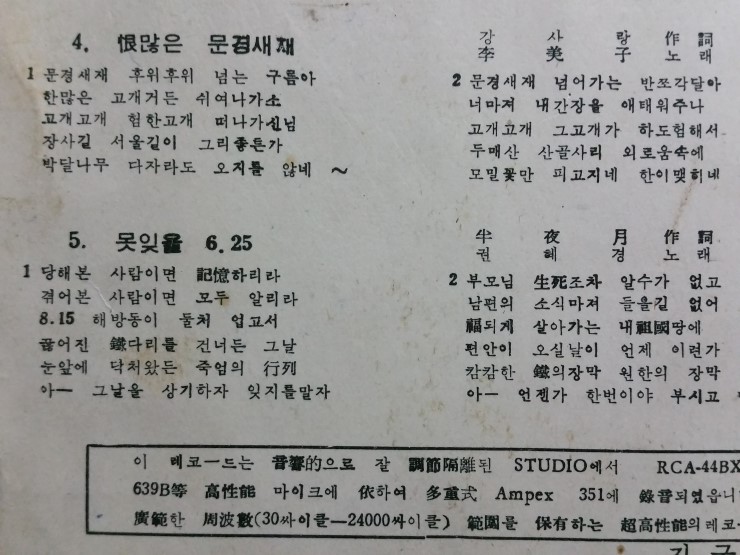 4. 恨많은 문경새재
강사랑 作詞
李美子 노래
1 문경새재 후위후위 넘는 구름아
한많은 고개거든 쉬여나가소
고개고개 험한고개 떠나가신님
장사길 서울길이 그리좋든가
박달나무 다자라도 오지를 않네 ~
2 문경새재 넘어가는 반쪼각달아
너마져 내간장을 애태워주나
고개고개 그고개가 하도험해서
두매산 산골사리 외로움속에
모밀꽃만 피고지네 한이맺히네
5. 못잊을 6.25
半夜月 作詞
권혜경 노래
1 당해본 사람이면 記憶하리라
겪어본 사람이면 모두 알리라
8.15 해방동이 둘처 업고서
끊어진 鐵다리를 건너든 그날
눈앞에 닥처왔든 죽엄의 行列
아— 그날을 상기하자 잊지를말자
2 부모님 生死조차 알수가 없고
남편의 소식마져 들을길 없어
福되게 살아가는 내祖國땅에
편안이 오실날이 언제 이런가
캄캄한 鐵의장막 원한의 장막
아— 언젠가 한번이야 부시고
이 레코ー드는 音響的으로 잘 調節隔離된 STUDIO에서 RCA-44BX
639B等 高性能 마이크에 依하여 多重式 Ampex 351에 錄音되였읍니
廣範한 周波數(30싸이클—24000싸이클) 範圍를 保有하는 超高性能의레코